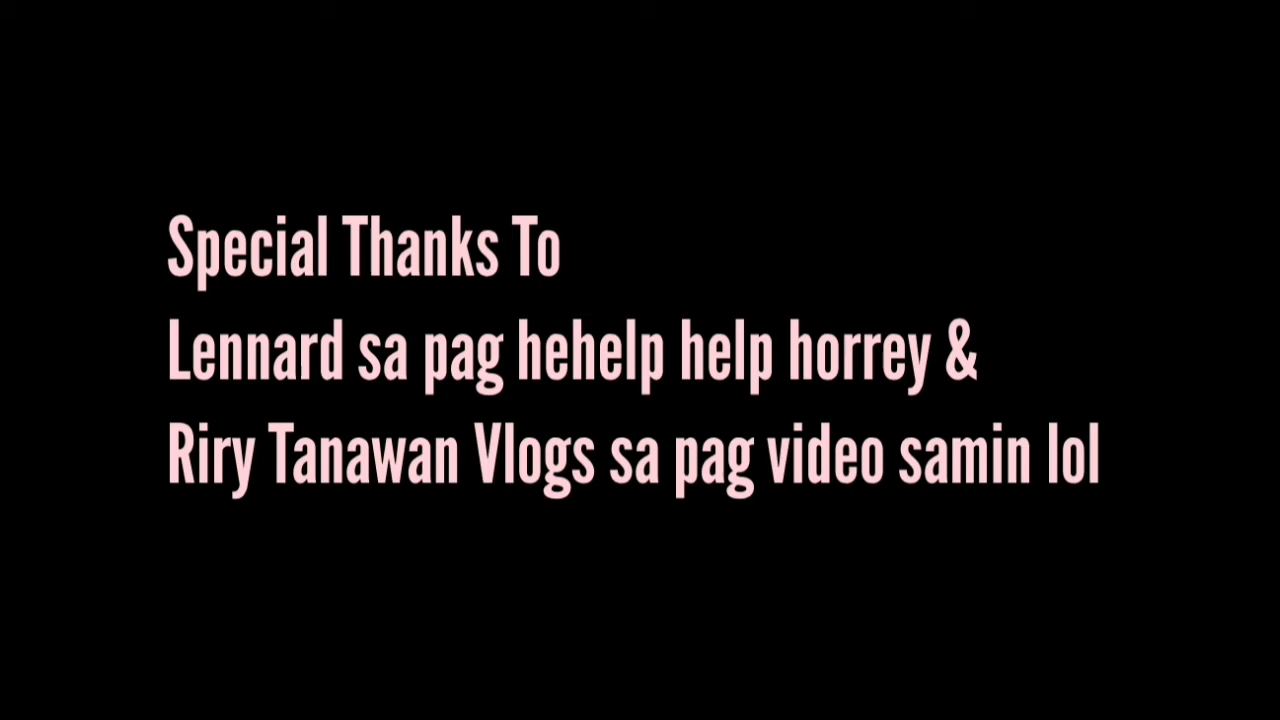 Special Thanks To
Lennard sa pag hehelp help horrey &
Riry Tanawan Vlogs sa pag video samin lol